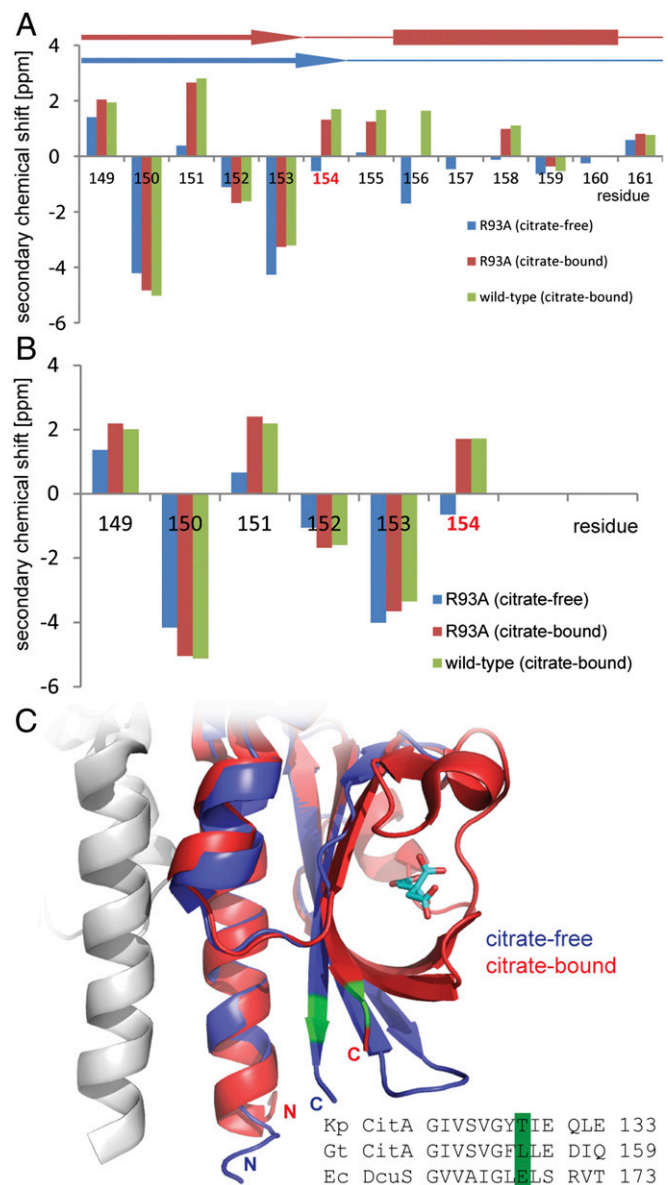 A
4
2
0
-2
-4
-6
secondary chemical shift [ppm]
149 150 151 152 153 154 155 156 157 158 159 160 161
residue
R93A (citrate-free)
R93A (citrate-bound)
wild-type (citrate-bound)
B
4
2
0
-2
-4
-6
secondary chemical shift [ppm]
149 150 151 152 153 154 residue
R93A (citrate-free)
R93A (citrate-bound)
wild-type (citrate-bound)
C
citrate-free
citrate-bound
C
N
C
N
Kp CitA GIVSVGYTIE QLE 133
Gt CitA GIVSVGFLLE DIQ 159
Ec DcuS GVVAIGLELS RVT 173